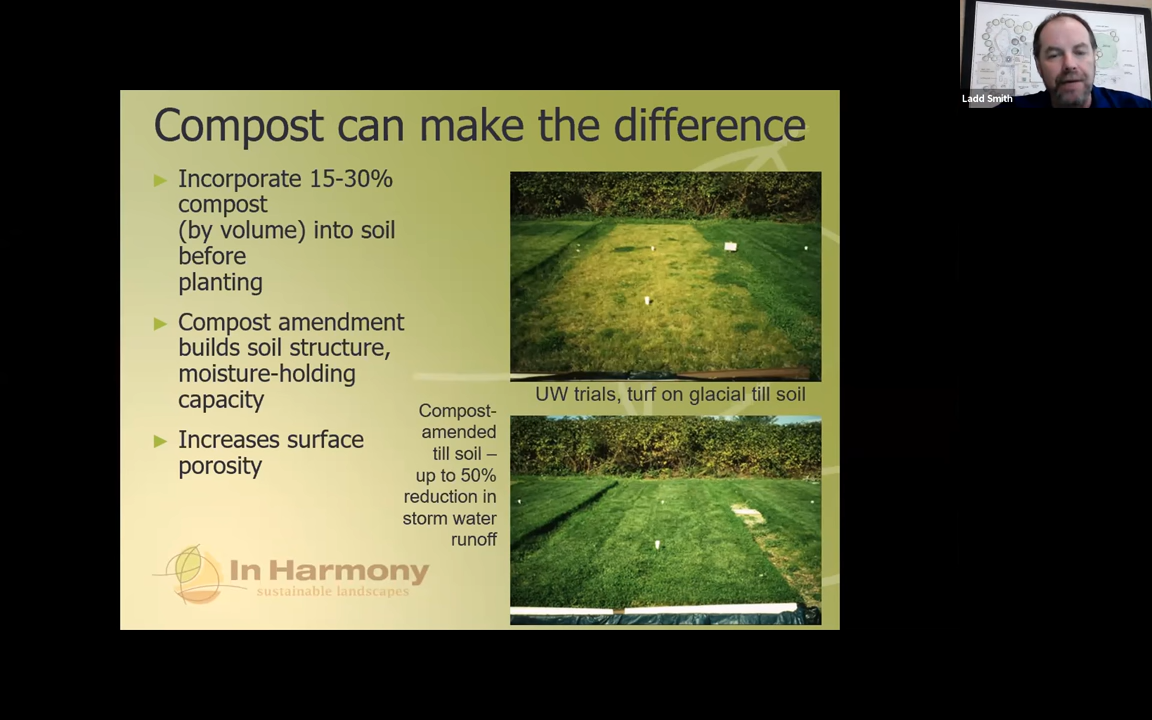 Compost can make the difference
Incorporate 15-30%
compost
(by volume) into soil
before
planting
Compost amendment
builds soil structure,
moisture-holding
capacity
Increases surface
porosity
UW trials, turf on glacial till soil
Compost-
amended
till soil –
up to 50%
reduction in
storm water
runoff
In Harmony
sustainable landscapes
Ladd Smith